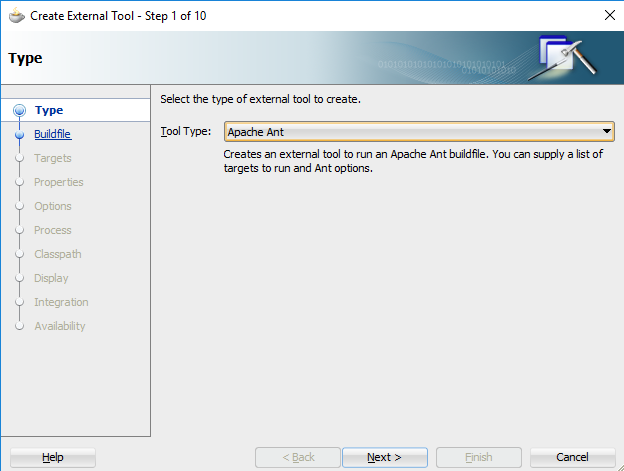 Create External Tool - Step 1 of 10
Type
Select the type of external tool to create.
Type
Buildfile
Targets
Properties
Options
Process
Classpath
Display
Integration
Availability
Tool Type:
Apache Ant
Creates an external tool to run an Apache Ant buildfile. You can supply a list of
targets to run and Ant options.
Help
< Back
Next >
Finish
Cancel